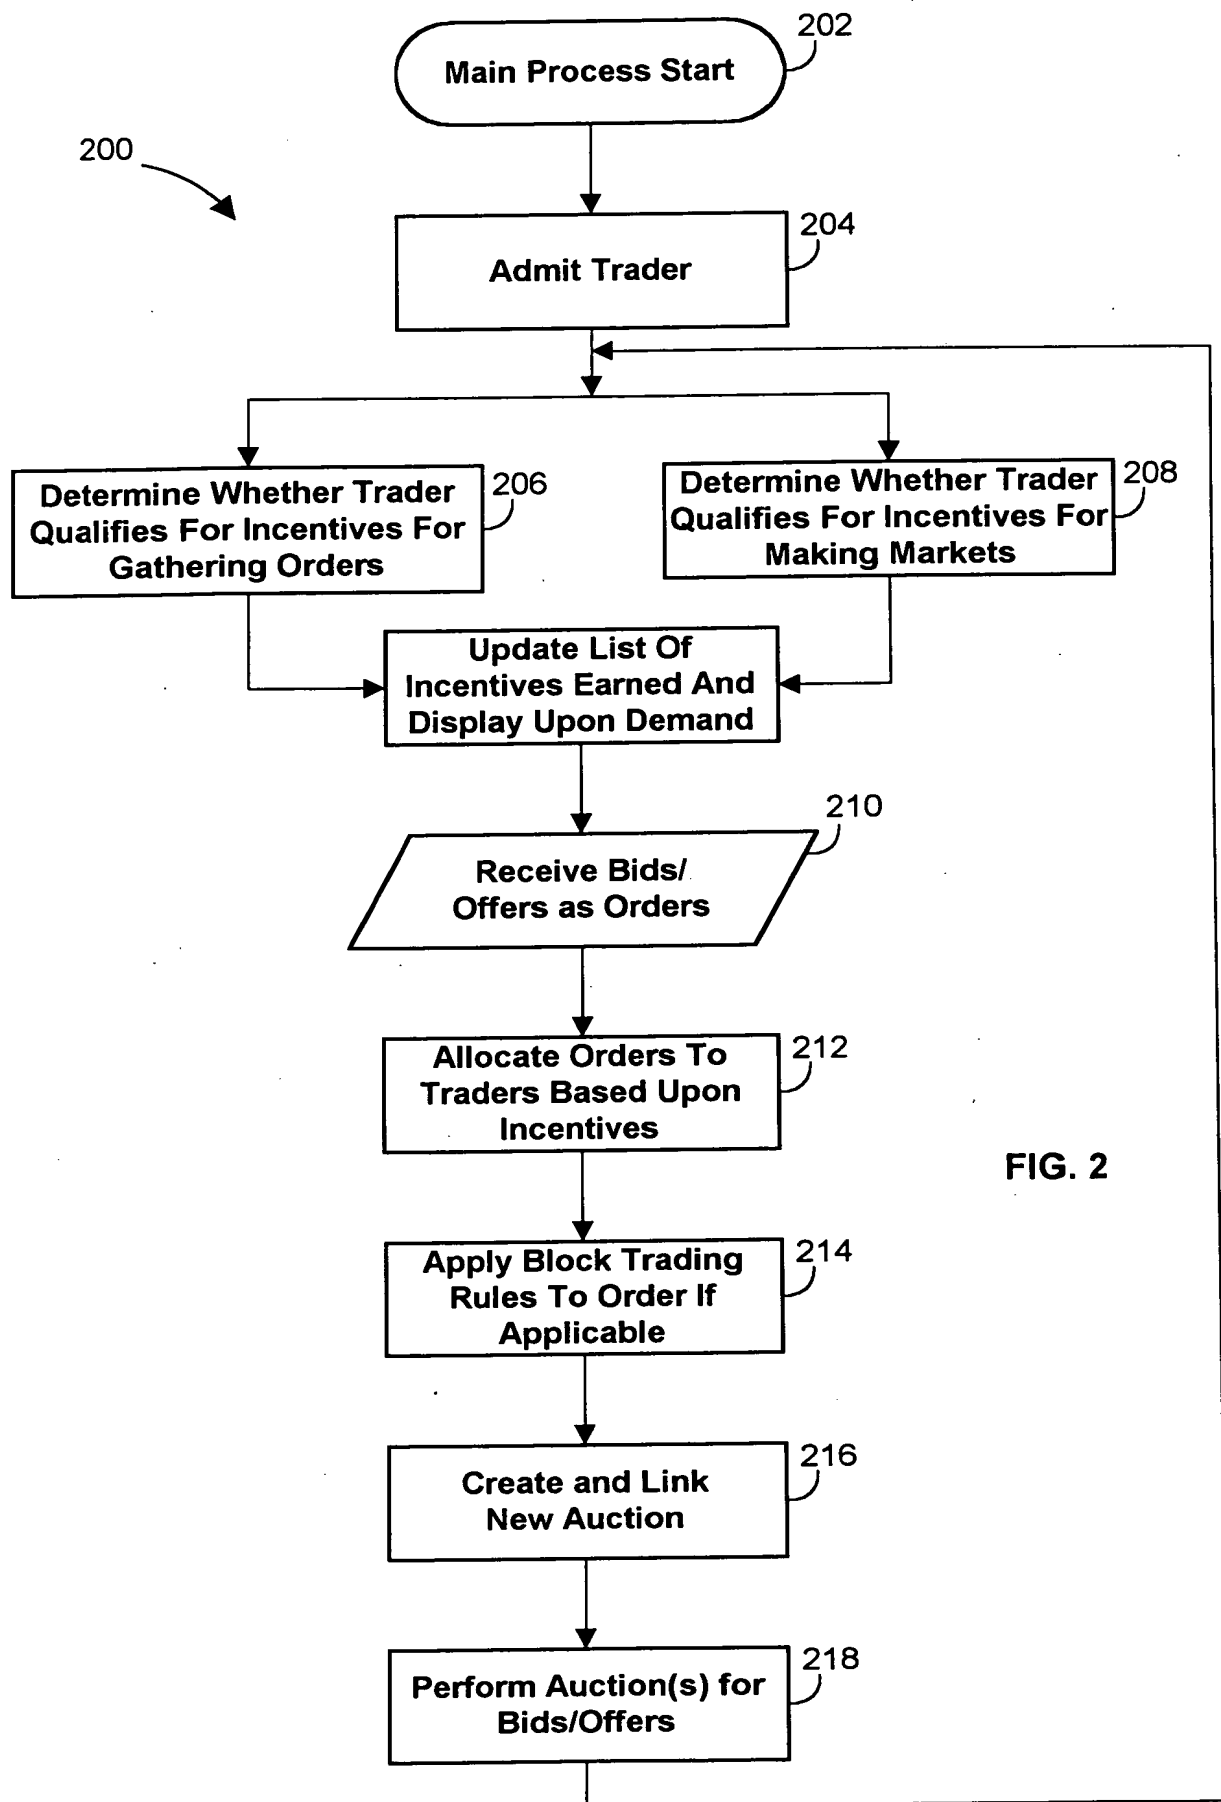 202
Main Process Start
200
204
Admit Trader
206
Determine Whether Trader
Qualifies For Incentives For
Gathering Orders
208
Determine Whether Trader
Qualifies For Incentives For
Making Markets
Update List Of
Incentives Earned And
Display Upon Demand
210
Receive Bids/
Offers as Orders
212
Allocate Orders To
Traders Based Upon
Incentives
FIG. 2
214
Apply Block Trading
Rules To Order If
Applicable
216
Create and Link
New Auction
218
Perform Auction(s) for
Bids/Offers